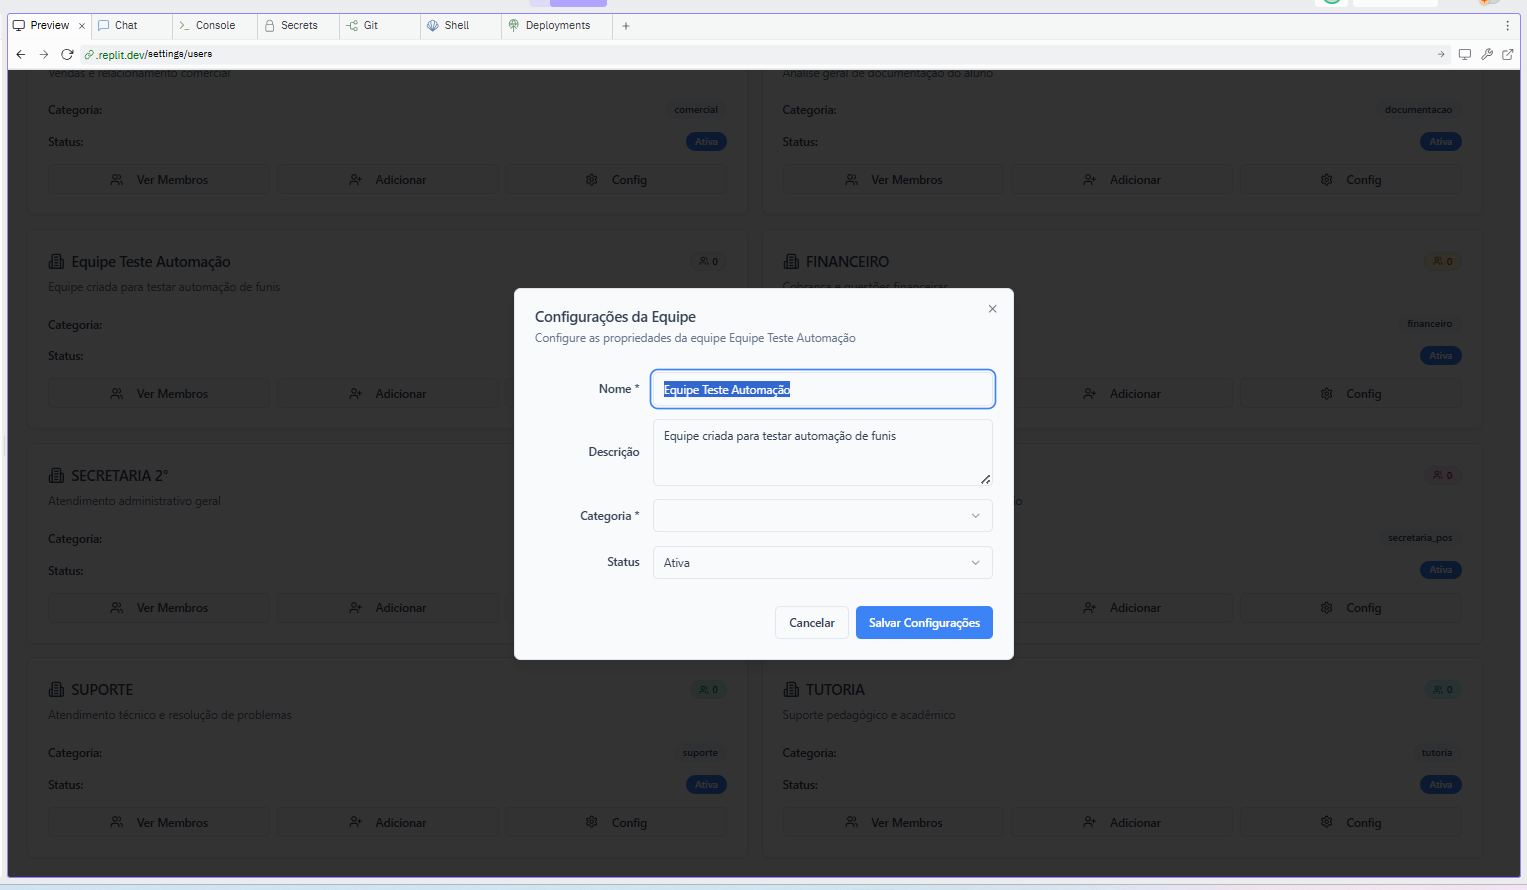 Preview
Chat
Console
Secrets
Git
Shell
Deployments
.replit.dev/settings/users
Vendas e relacionamento comercial
Análise geral de documentação do aluno
Categoria:
comercial
Categoria:
documentacao
Status:
Ativa
Status:
Ativa
Ver Membros
Adicionar
Config
Ver Membros
Adicionar
Config
Equipe Teste Automação
0
FINANCEIRO
0
Equipe criada para testar automação de funis
Cobrança e questões financeiras
Categoria:
financeiro
Status:
Ativa
Ver Membros
Adicionar
Adicionar
Config
Configurações da Equipe
Configure as propriedades da equipe Equipe Teste Automação
Nome *
Equipe Teste Automação
Descrição
Equipe criada para testar automação de funis
Categoria *
Status
Ativa
Cancelar
Salvar Configurações
SECRETARIA 2°
0
Atendimento administrativo geral
Categoria:
secretaria_pos
Status:
Ativa
Ver Membros
Adicionar
Adicionar
Config
SUPORTE
0
TUTORIA
0
Atendimento técnico e resolução de problemas
Suporte pedagógico e acadêmico
Categoria:
suporte
Categoria:
tutoria
Status:
Ativa
Status:
Ativa
Ver Membros
Adicionar
Config
Ver Membros
Adicionar
Config